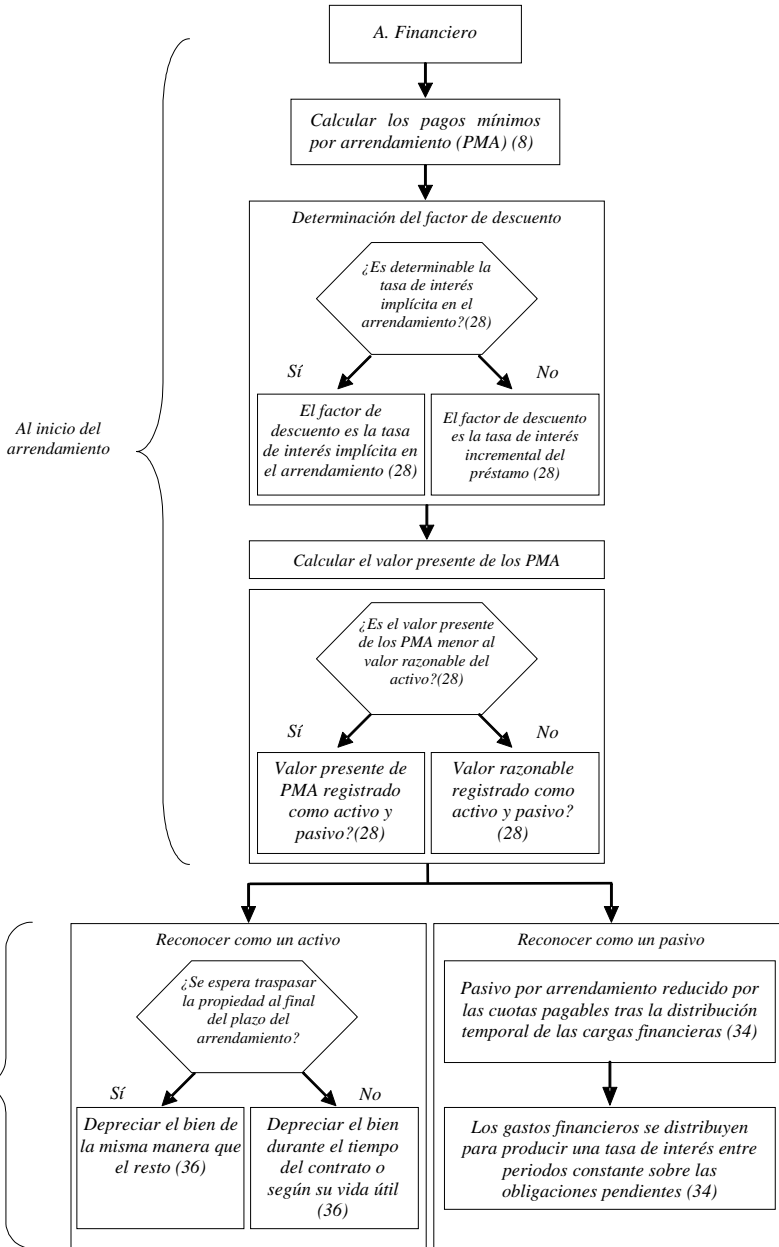 A. Financiero
Calcular los pagos mínimos
por arrendamiento (PMA) (8)
Determinación del factor de descuento
¿Es determinable la
tasa de interés
implícita en el
arrendamiento?(28)
Sí
No
El factor de
descuento es la tasa
de interés implícita en
el arrendamiento (28)
El factor de descuento
es la tasa de interés
incremental del
préstamo (28)
Al inicio del
arrendamiento
Calcular el valor presente de los PMA
¿Es el valor presente
de los PMA menor al
valor razonable del
activo?(28)
Sí
No
Valor presente de
PMA registrado
como activo y
pasivo?(28)
Valor razonable
registrado como
activo y pasivo?
(28)
Reconocer como un activo
¿Se espera traspasar
la propiedad al final
del plazo del
arrendamiento?
Sí
No
Depreciar el bien de
la misma manera que
el resto (36)
Depreciar el bien
durante el tiempo
del contrato o
según su vida útil
(36)
Reconocer como un pasivo
Pasivo por arrendamiento reducido por
las cuotas pagables tras la distribución
temporal de las cargas financieras (34)
Los gastos financieros se distribuyen
para producir una tasa de interés entre
periodos constante sobre las
obligaciones pendientes (34)